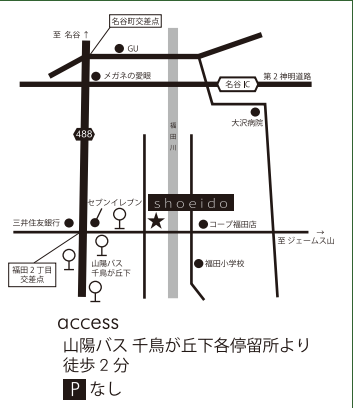 名谷町交差点
至 名谷↑
GU
メガネの愛眼
第2神明道路
名谷IC
大沢病院
福田川
488
セブンイレブン
shoeido
三井住友銀行
コープ福田店
→
至 ジェームス山
福田2丁目
交差点
山陽バス
千鳥が丘下
福田小学校
access
山陽バス 千鳥が丘下各停留所より
徒歩2分
P なし